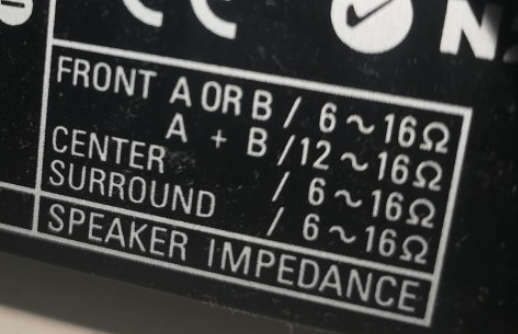 FRONT A OR B / 6~16Ω
A + B /12~16Ω
CENTER / 6~16Ω
SURROUND / 6~16Ω
SPEAKER IMPEDANCE